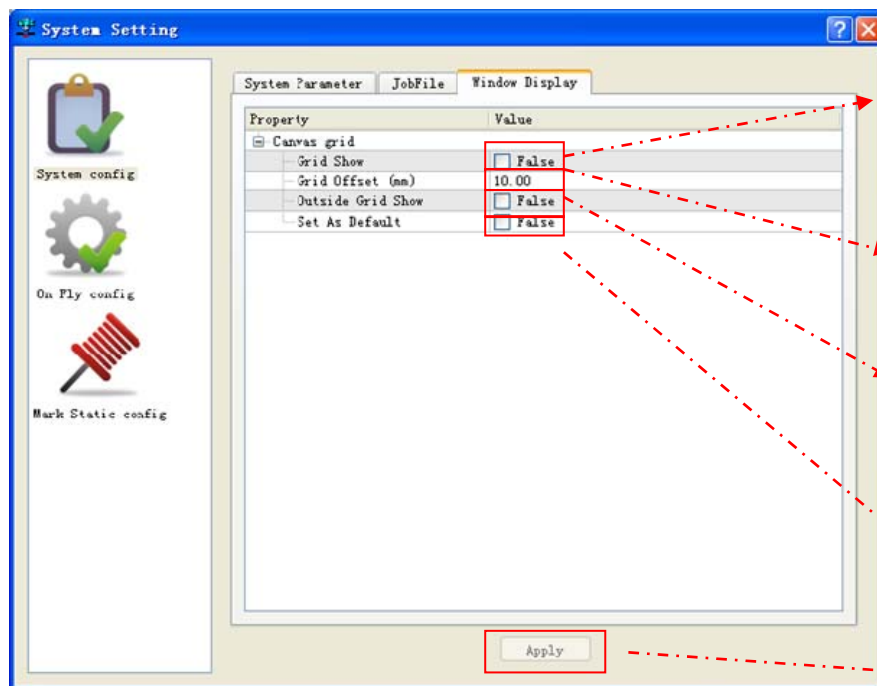 System Setting
System Parameter JobFile Window Display
Property Value
Canvas grid
Grid Show False
Grid Offset (mm) 10.00
Outside Grid Show False
Set As Default False
System config
On Fly config
Mark Static config
Apply